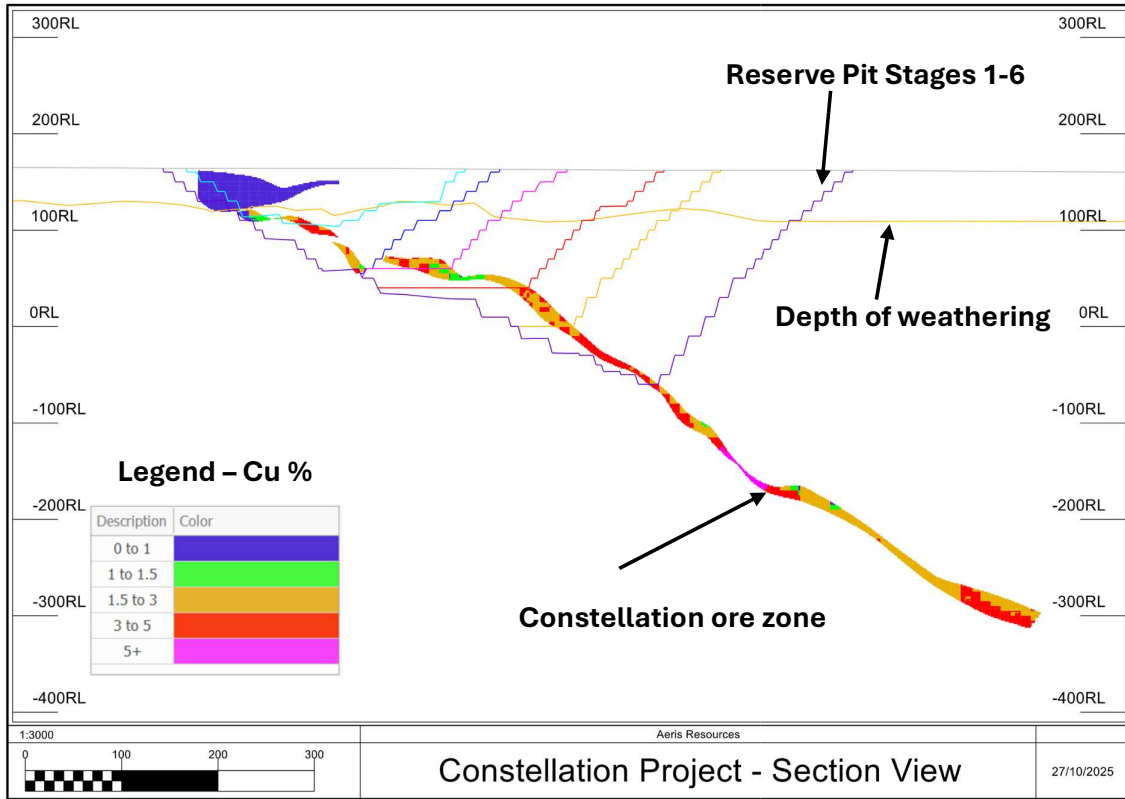 300RL 300RL
Reserve Pit Stages 1-6
200RL 200RL
100RL 100RL
Depth of weathering
0RL 0RL
-100RL -100RL
Legend – Cu %
-200RL -200RL
Description Color
0 to 1
1 to 1.5
1.5 to 3
3 to 5
5+
-300RL -300RL
Constellation ore zone
-400RL -400RL
1:3000 Aeris Resources
0 100 200 300
Constellation Project - Section View
27/10/2025